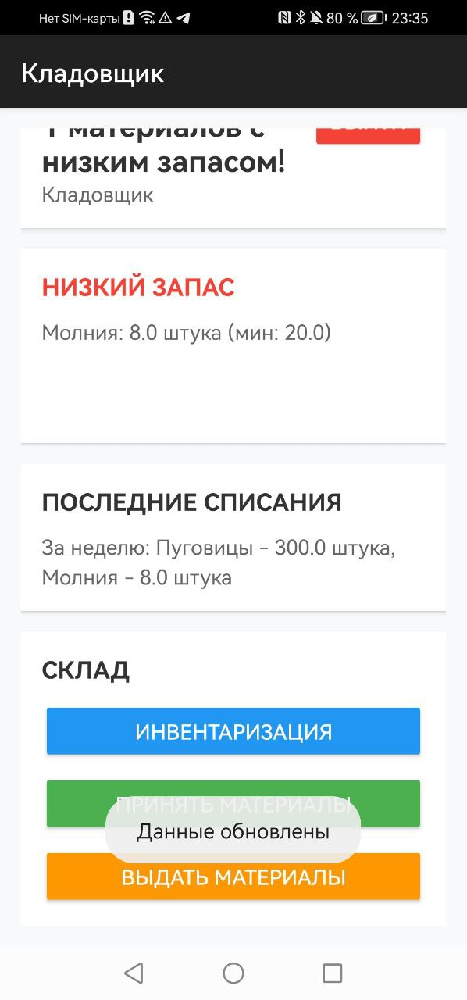 Нет SIM-карты
80 %
23:35
Кладовщик
1 материалов с
низким запасом!
Кладовщик
НИЗКИЙ ЗАПАС
Молния: 8.0 штука (мин: 20.0)
ПОСЛЕДНИЕ СПИСАНИЯ
За неделю: Пуговицы - 300.0 штука,
Молния - 8.0 штука
СКЛАД
ИНВЕНТАРИЗАЦИЯ
ПРИНЯТЬ МАТЕРИАЛЫ
Данные обновлены
ВЫДАТЬ МАТЕРИАЛЫ